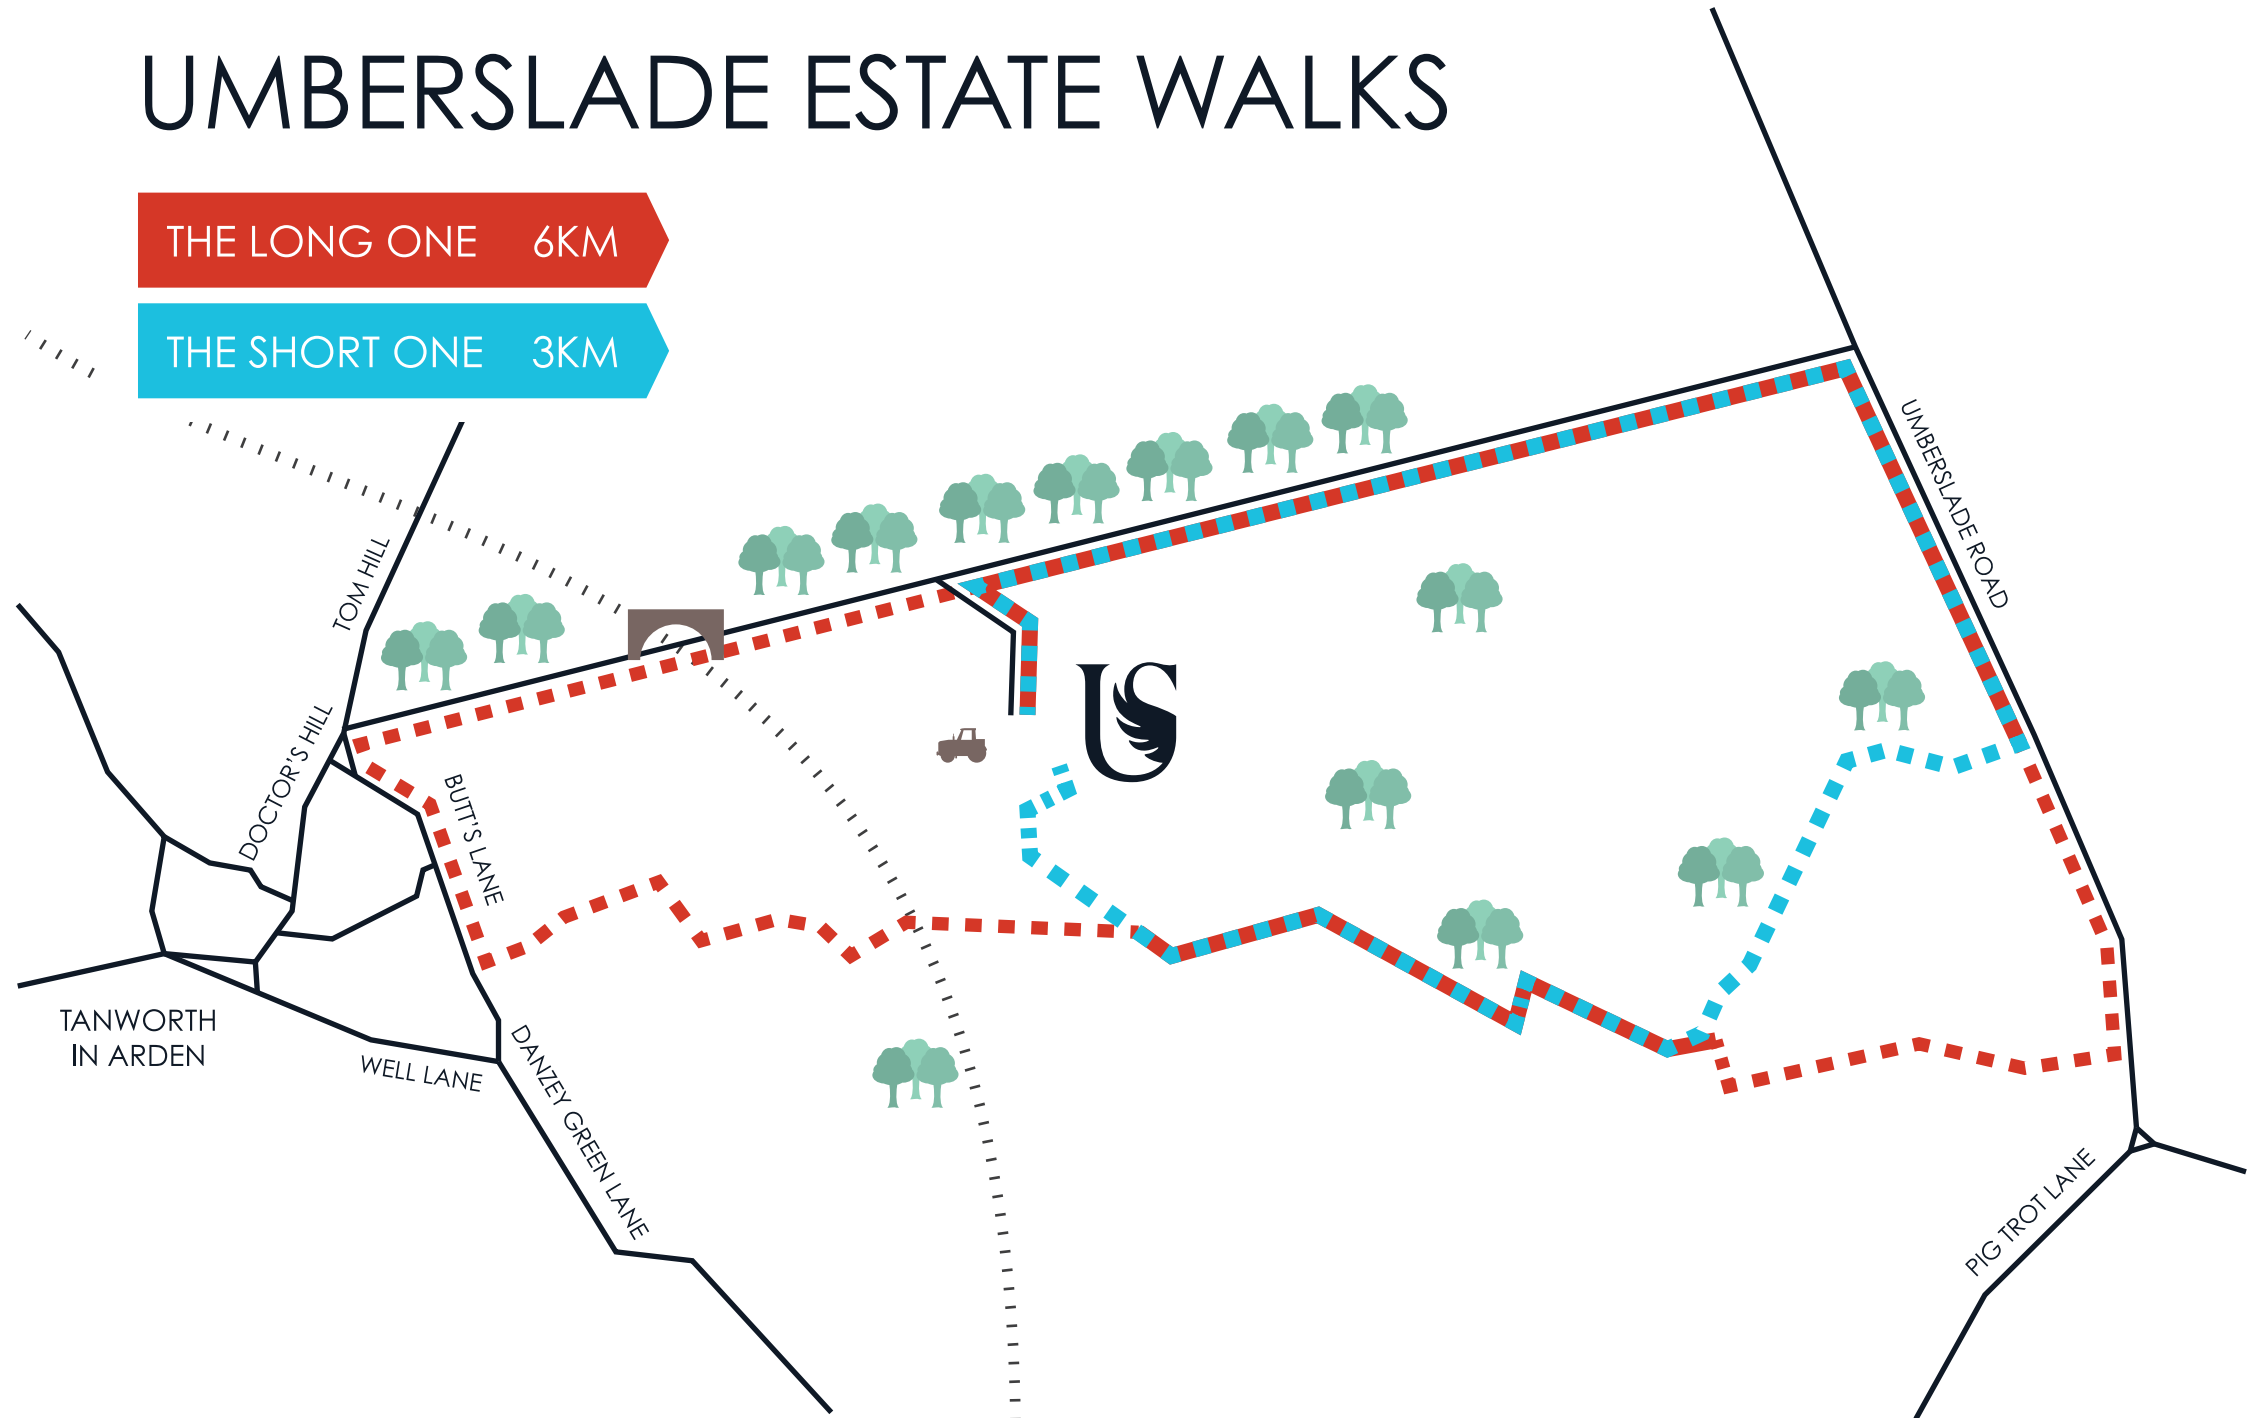 UMBERSLADE ESTATE WALKS
THE LONG ONE 6KM
THE SHORT ONE 3KM
UMBERSLADE ROAD
TOM HILL
DOCTOR'S HILL
BUTT'S LANE
US
TANWORTH
IN ARDEN
WELL LANE
DANZEY GREEN LANE
PIG TROT LANE